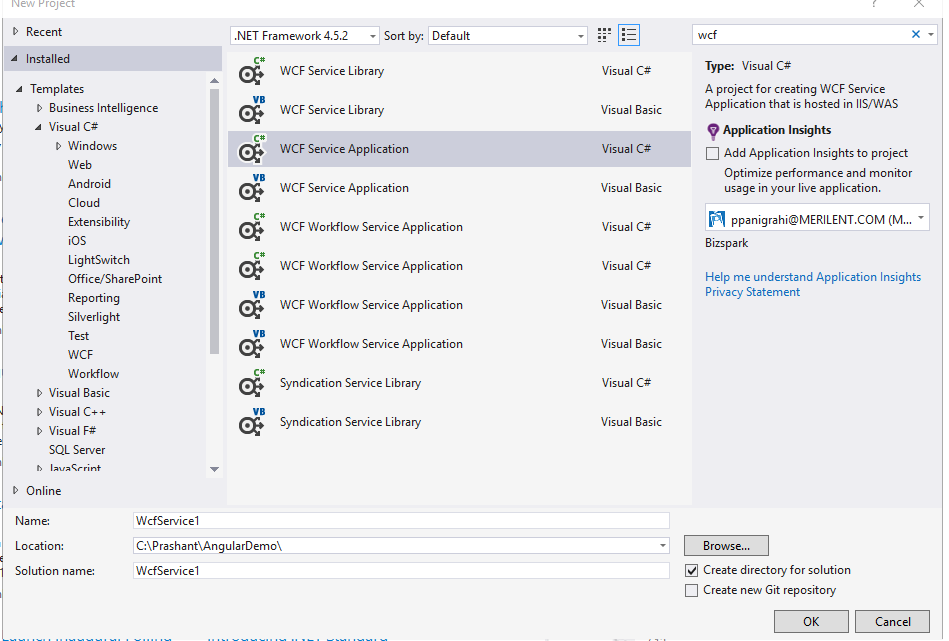 New Project ?
Recent
.NET Framework 4.5.2 Sort by: Default
wcf
Installed
Templates
Business Intelligence
Visual C#
Windows
Web
Android
Cloud
Extensibility
iOS
LightSwitch
Office/SharePoint
Reporting
Silverlight
Test
WCF
Workflow
Visual Basic
Visual C++
Visual F#
SQL Server
JavaScript
Online
C# WCF Service Library Visual C#
VB WCF Service Library Visual Basic
C# WCF Service Application Visual C#
VB WCF Service Application Visual Basic
C# WCF Workflow Service Application Visual C#
C# WCF Workflow Service Application Visual C#
VB WCF Workflow Service Application Visual Basic
VB WCF Workflow Service Application Visual Basic
C# Syndication Service Library Visual C#
VB Syndication Service Library Visual Basic
Type: Visual C#
A project for creating WCF Service
Application that is hosted in IIS/WAS
Application Insights
Add Application Insights to project
Optimize performance and monitor
usage in your live application.
ppanigrahi@MERILENT.COM (M...
Bizspark
Help me understand Application Insights
Privacy Statement
Name: WcfService1
Location: C:\Prashant\AngularDemo\ Browse...
Solution name: WcfService1
Create directory for solution
Create new Git repository
OK Cancel